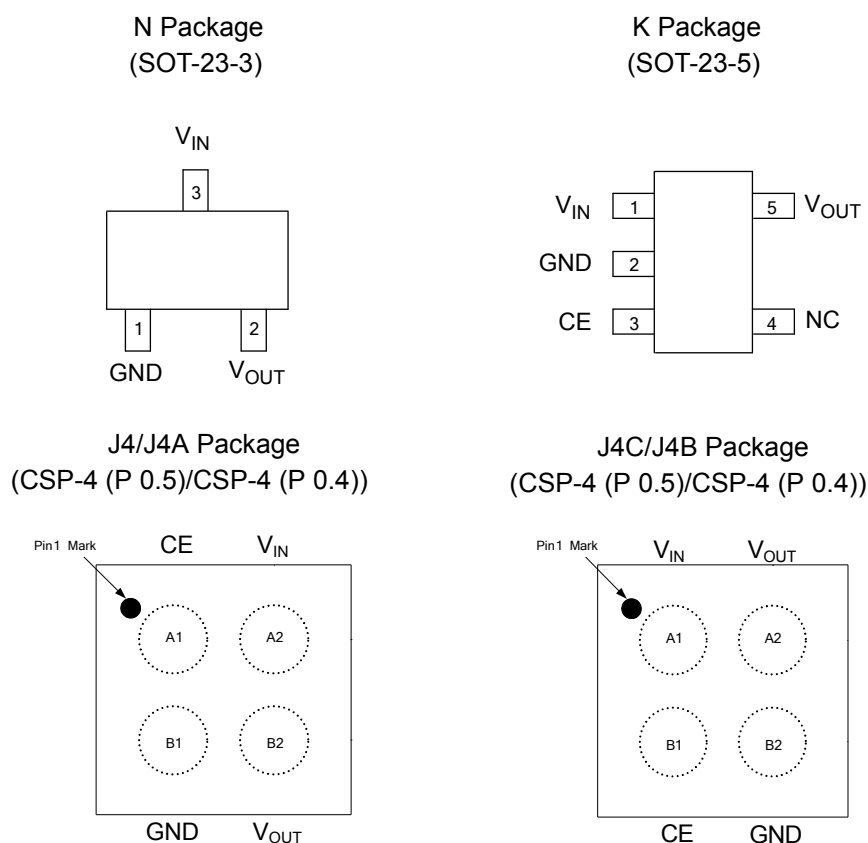 N Package
(SOT-23-3)
V_IN
3
1
2
GND
V_OUT
K Package
(SOT-23-5)
V_IN
1
5
V_OUT
GND
2
CE
3
4
NC
J4/J4A Package
(CSP-4 (P 0.5)/CSP-4 (P 0.4))
Pin1 Mark
CE
V_IN
A1
A2
B1
B2
GND
V_OUT
J4C/J4B Package
(CSP-4 (P 0.5)/CSP-4 (P 0.4))
Pin1 Mark
V_IN
V_OUT
A1
A2
B1
B2
CE
GND